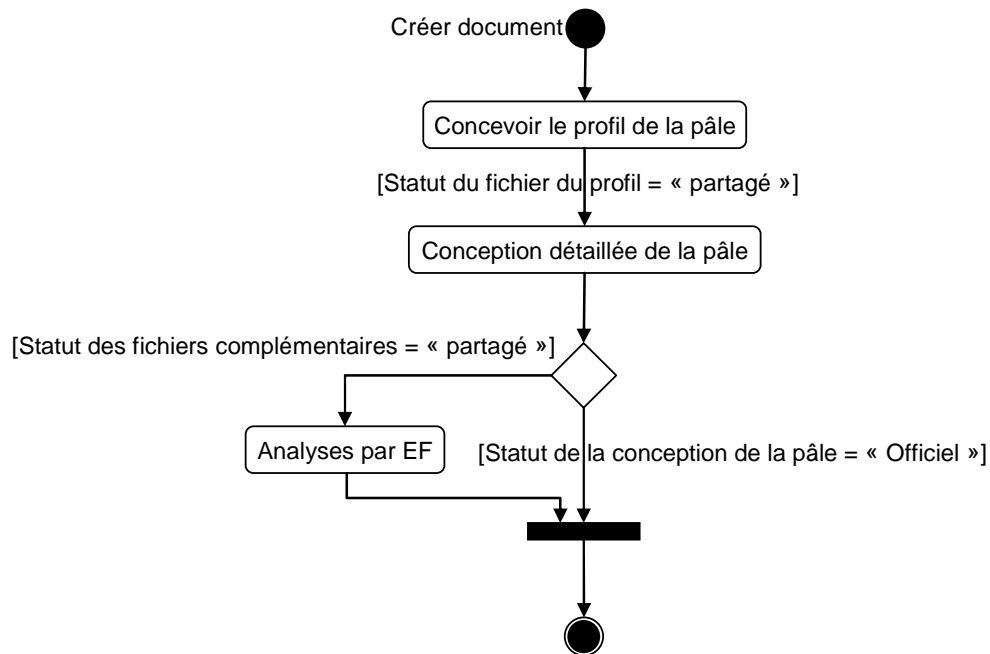 Créer document
Concevoir le profil de la pâle
[Statut du fichier du profil = « partagé »]
Conception détaillée de la pâle
[Statut des fichiers complémentaires = « partagé »]
Analyses par EF
[Statut de la conception de la pâle = « Officiel »]